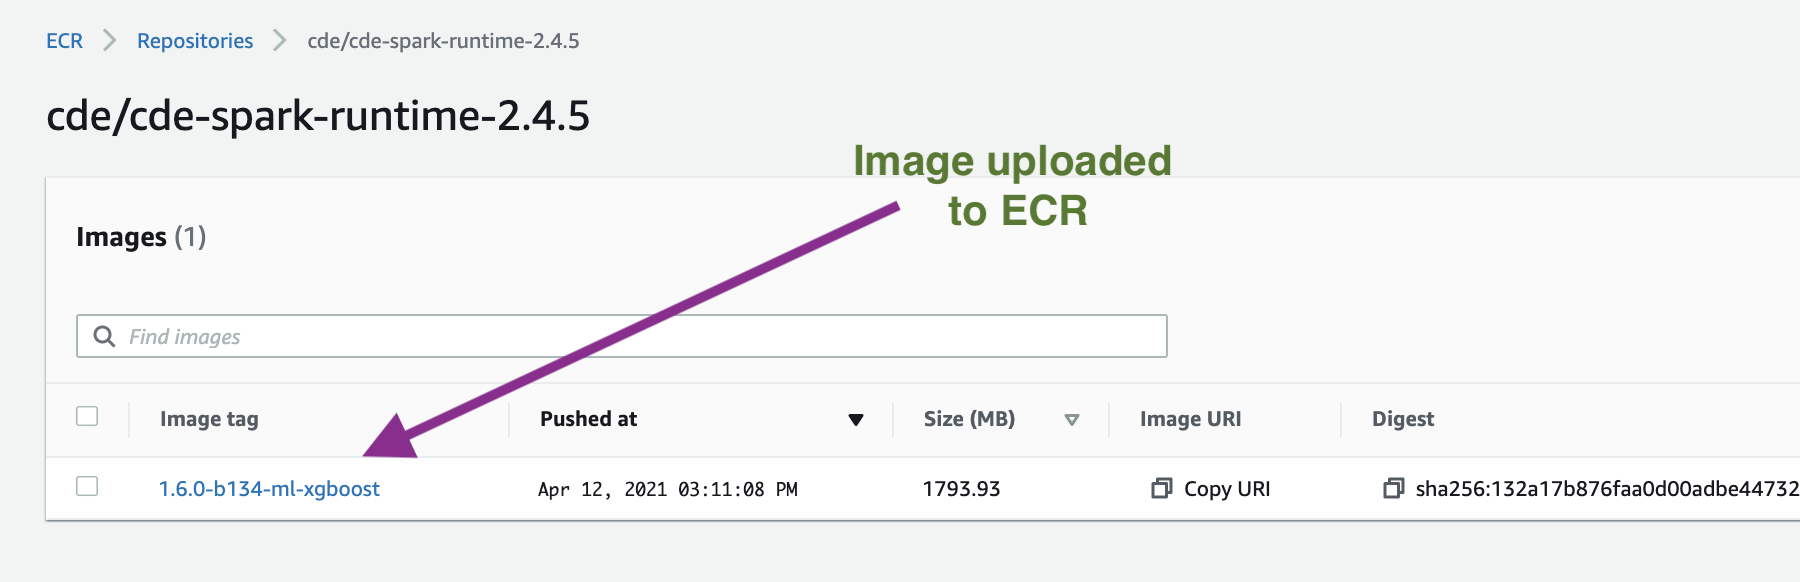 ECR > Repositories > cde/cde-spark-runtime-2.4.5
cde/cde-spark-runtime-2.4.5
Image uploaded
to ECR
Images (1)
Find images
Image tag Pushed at Size (MB) Image URI Digest
1.6.0-b134-ml-xgboost Apr 12, 2021 03:11:08 PM 1793.93 Copy URI sha256:132a17b876faa0d00adbe44732